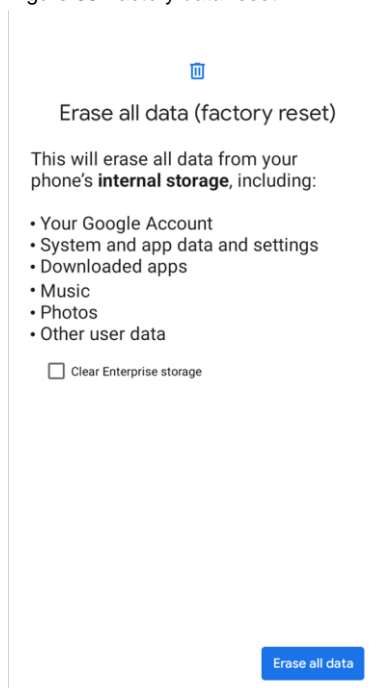 Erase all data (factory reset)
This will erase all data from your
phone's internal storage, including:
• Your Google Account
• System and app data and settings
• Downloaded apps
• Music
• Photos
• Other user data
Clear Enterprise storage
Erase all data